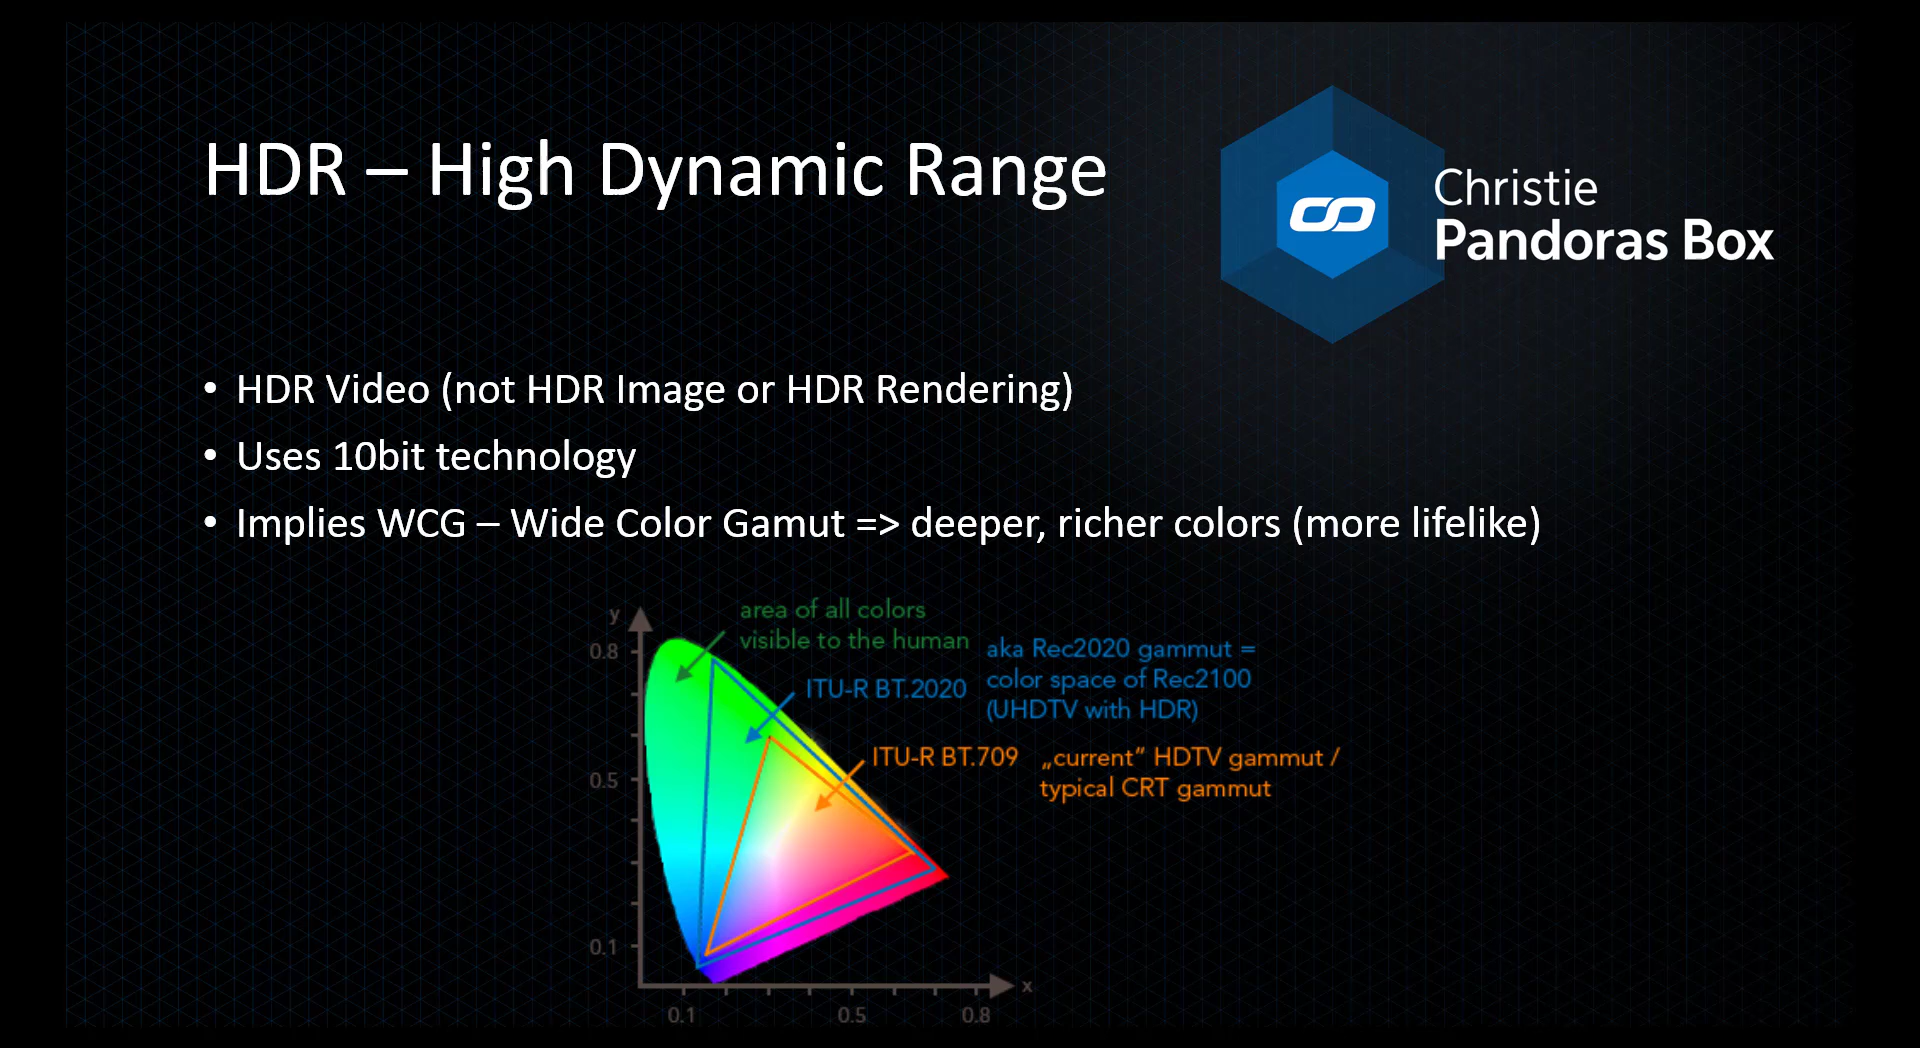 HDR – High Dynamic Range
Christie
Pandoras Box
• HDR Video (not HDR Image or HDR Rendering)
• Uses 10bit technology
• Implies WCG – Wide Color Gamut => deeper, richer colors (more lifelike)
y
area of all colors
visible to the human
aka Rec2020 gammut =
color space of Rec2100
(UHDTV with HDR)
ITU-R BT.2020
ITU-R BT.709
„current“ HDTV gammut /
typical CRT gammut
0.8
0.5
0.1
x
0.1
0.5
0.8